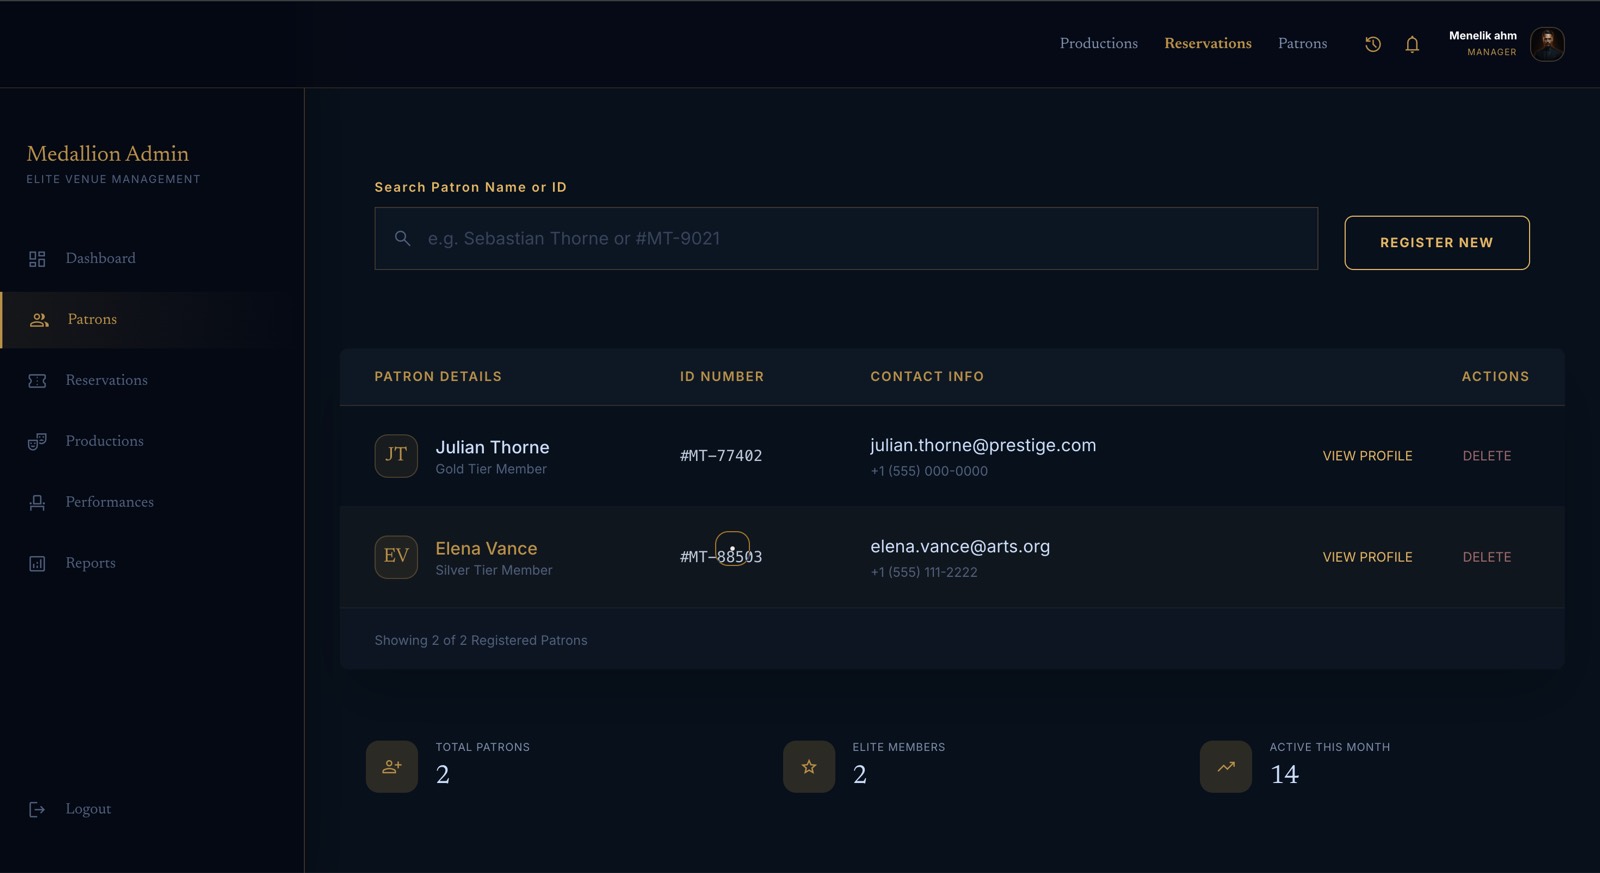 Productions
Reservations
Patrons
Menelik ahm
MANAGER
Medallion Admin
ELITE VENUE MANAGEMENT
Dashboard
Patrons
Reservations
Productions
Performances
Reports
Logout
Search Patron Name or ID
e.g. Sebastian Thorne or #MT-9021
REGISTER NEW
PATRON DETAILS
ID NUMBER
CONTACT INFO
ACTIONS
JT
Julian Thorne
Gold Tier Member
#MT-77402
julian.thorne@prestige.com
+1 (555) 000-0000
VIEW PROFILE
DELETE
EV
Elena Vance
Silver Tier Member
#MT-88503
elena.vance@arts.org
+1 (555) 111-2222
VIEW PROFILE
DELETE
Showing 2 of 2 Registered Patrons
TOTAL PATRONS
2
ELITE MEMBERS
2
ACTIVE THIS MONTH
14